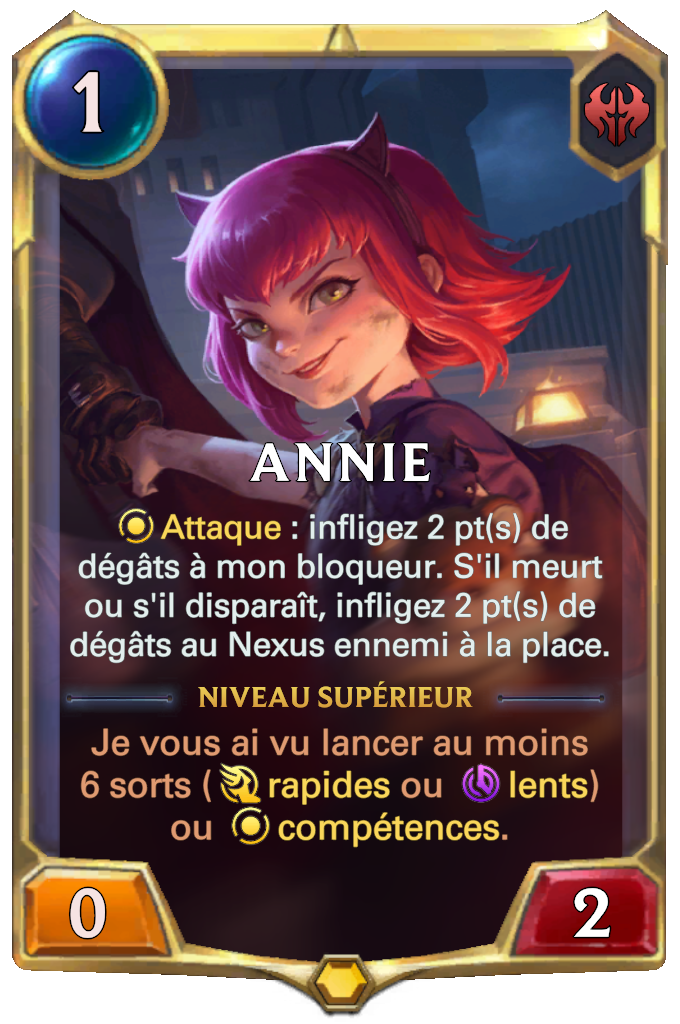 1
ANNIE
Attaque : infligez 2 pt(s) de
dégâts à mon bloqueur. S'il meurt
ou s'il disparaît, infligez 2 pt(s) de
dégâts au Nexus ennemi à la place.
NIVEAU SUPÉRIEUR
Je vous ai vu lancer au moins
6 sorts ( rapides ou lents)
ou compétences.
0
2